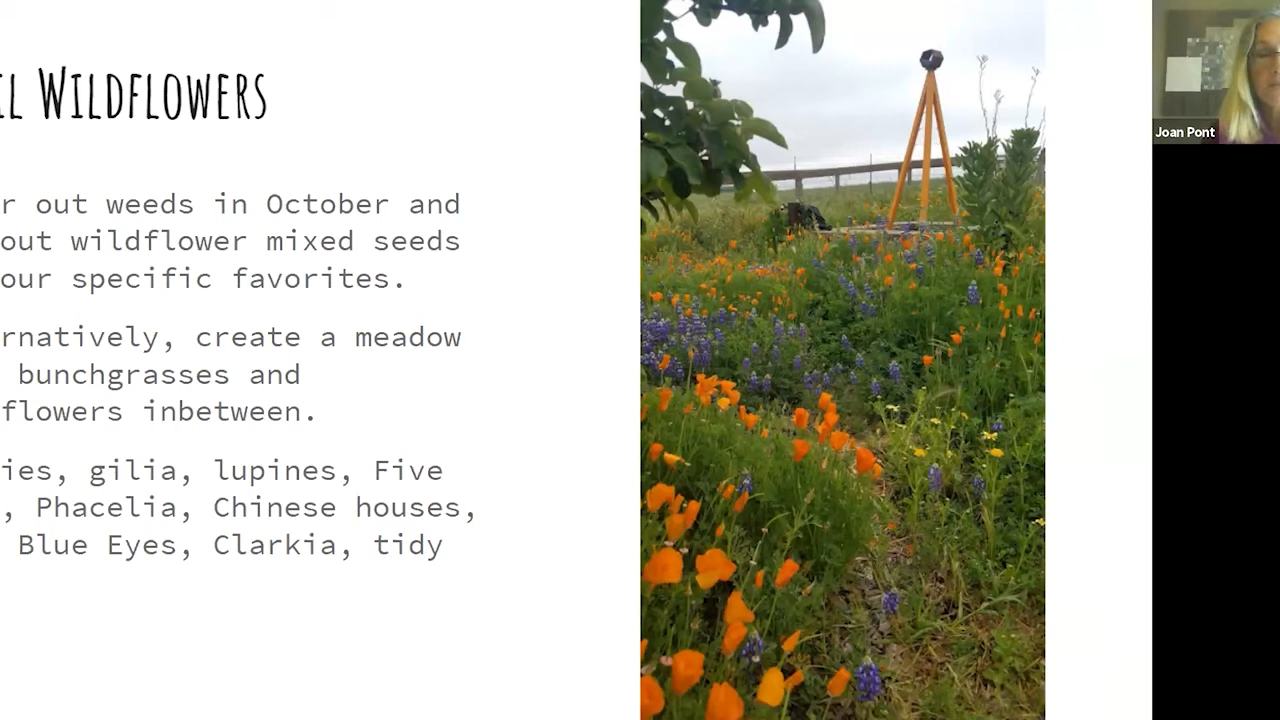 IL WILDFLOWERS
r out weeds in October and
out wildflower mixed seeds
our specific favorites.
rnatively, create a meadow
bunchgrasses and
flowers inbetween.
ies, gilia, lupines, Five
, Phacelia, Chinese houses,
Blue Eyes, Clarkia, tidy
Joan Pont